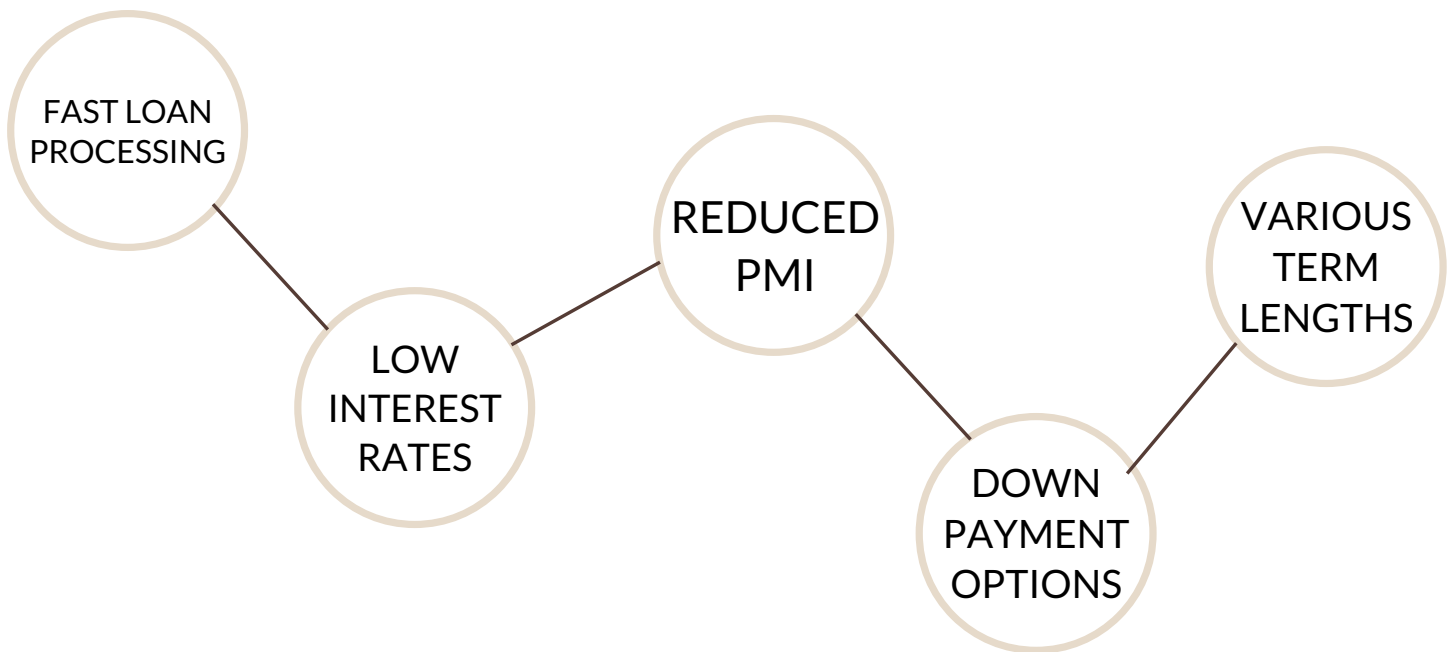 FAST LOAN
PROCESSING
LOW
INTEREST
RATES
REDUCED
PMI
DOWN
PAYMENT
OPTIONS
VARIOUS
TERM
LENGTHS